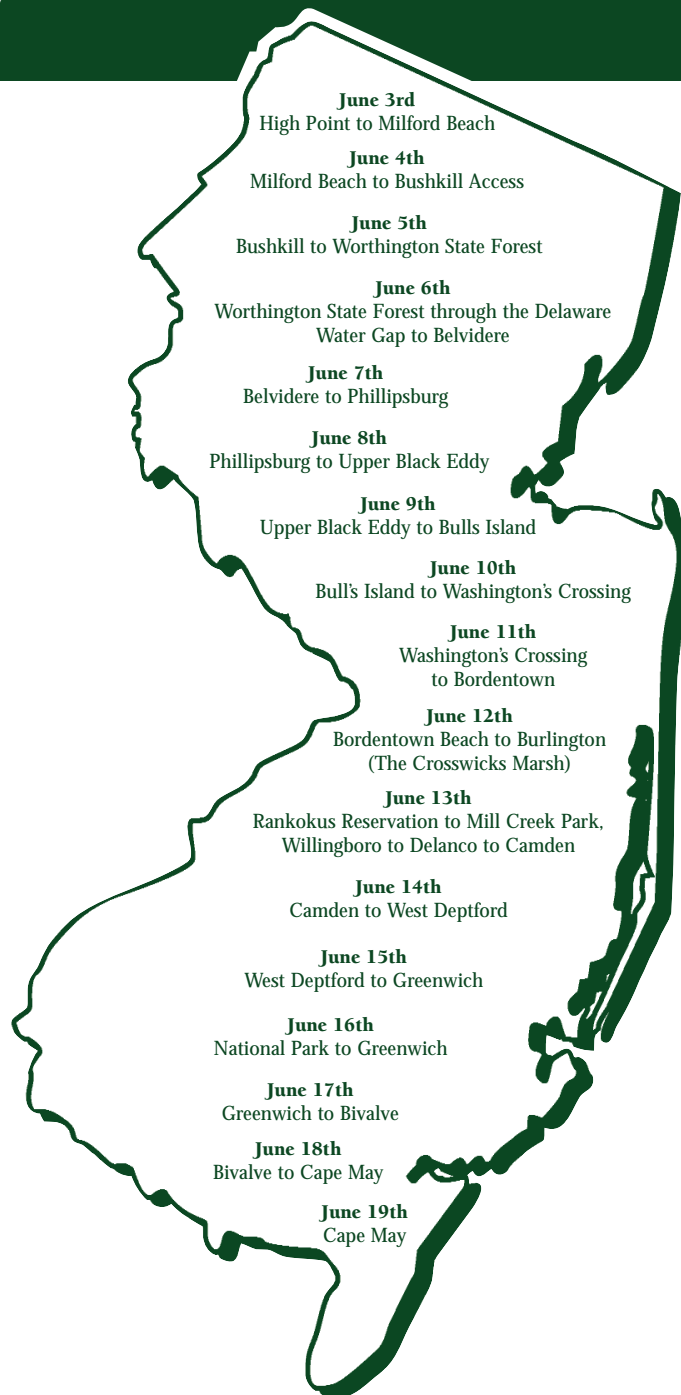 June 3rd
High Point to Milford Beach
June 4th
Milford Beach to Bushkill Access
June 5th
Bushkill to Worthington State Forest
June 6th
Worthington State Forest through the Delaware
Water Gap to Belvidere
June 7th
Belvidere to Phillipsburg
June 8th
Phillipsburg to Upper Black Eddy
June 9th
Upper Black Eddy to Bulls Island
June 10th
Bull's Island to Washington's Crossing
June 11th
Washington's Crossing
to Bordentown
June 12th
Bordentown Beach to Burlington
(The Crosswicks Marsh)
June 13th
Rankokus Reservation to Mill Creek Park,
Willingboro to Delanco to Camden
June 14th
Camden to West Deptford
June 15th
West Deptford to Greenwich
June 16th
National Park to Greenwich
June 17th
Greenwich to Bivalve
June 18th
Bivalve to Cape May
June 19th
Cape May